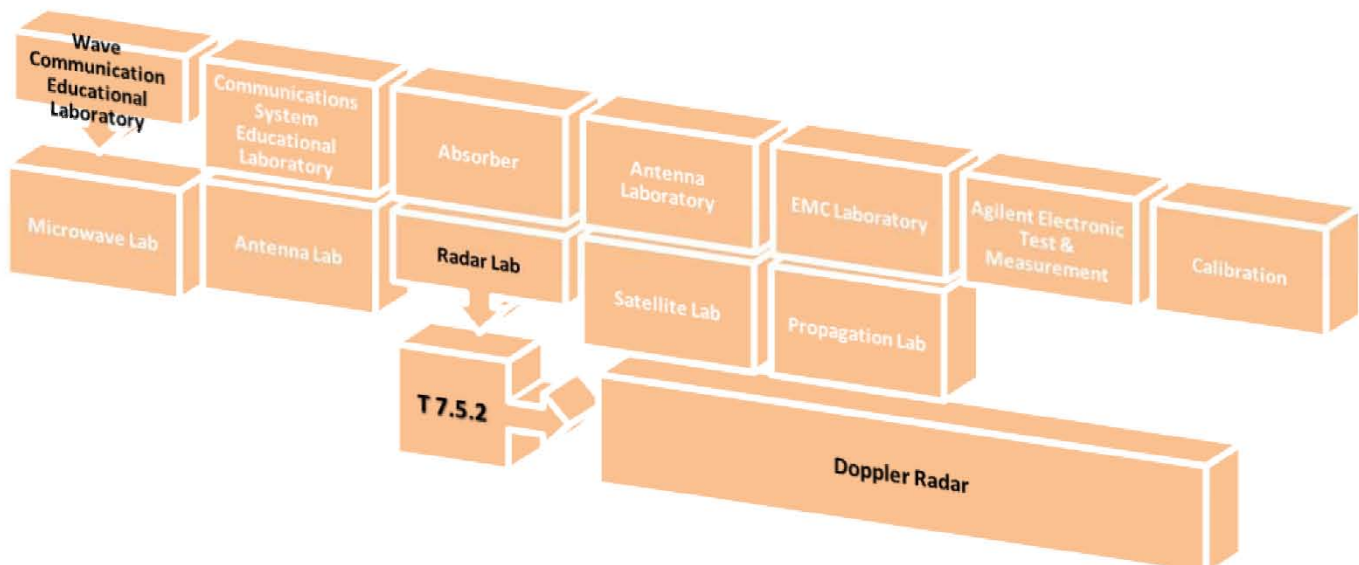 Wave
Communication
Educational
Laboratory
Communications
System
Educational
Laboratory
Absorber
Antenna
Laboratory
EMC Laboratory
Agilent Electronic
Test &
Measurement
Calibration
Microwave Lab
Antenna Lab
Radar Lab
Satellite Lab
Propagation Lab
T 7.5.2
Doppler Radar